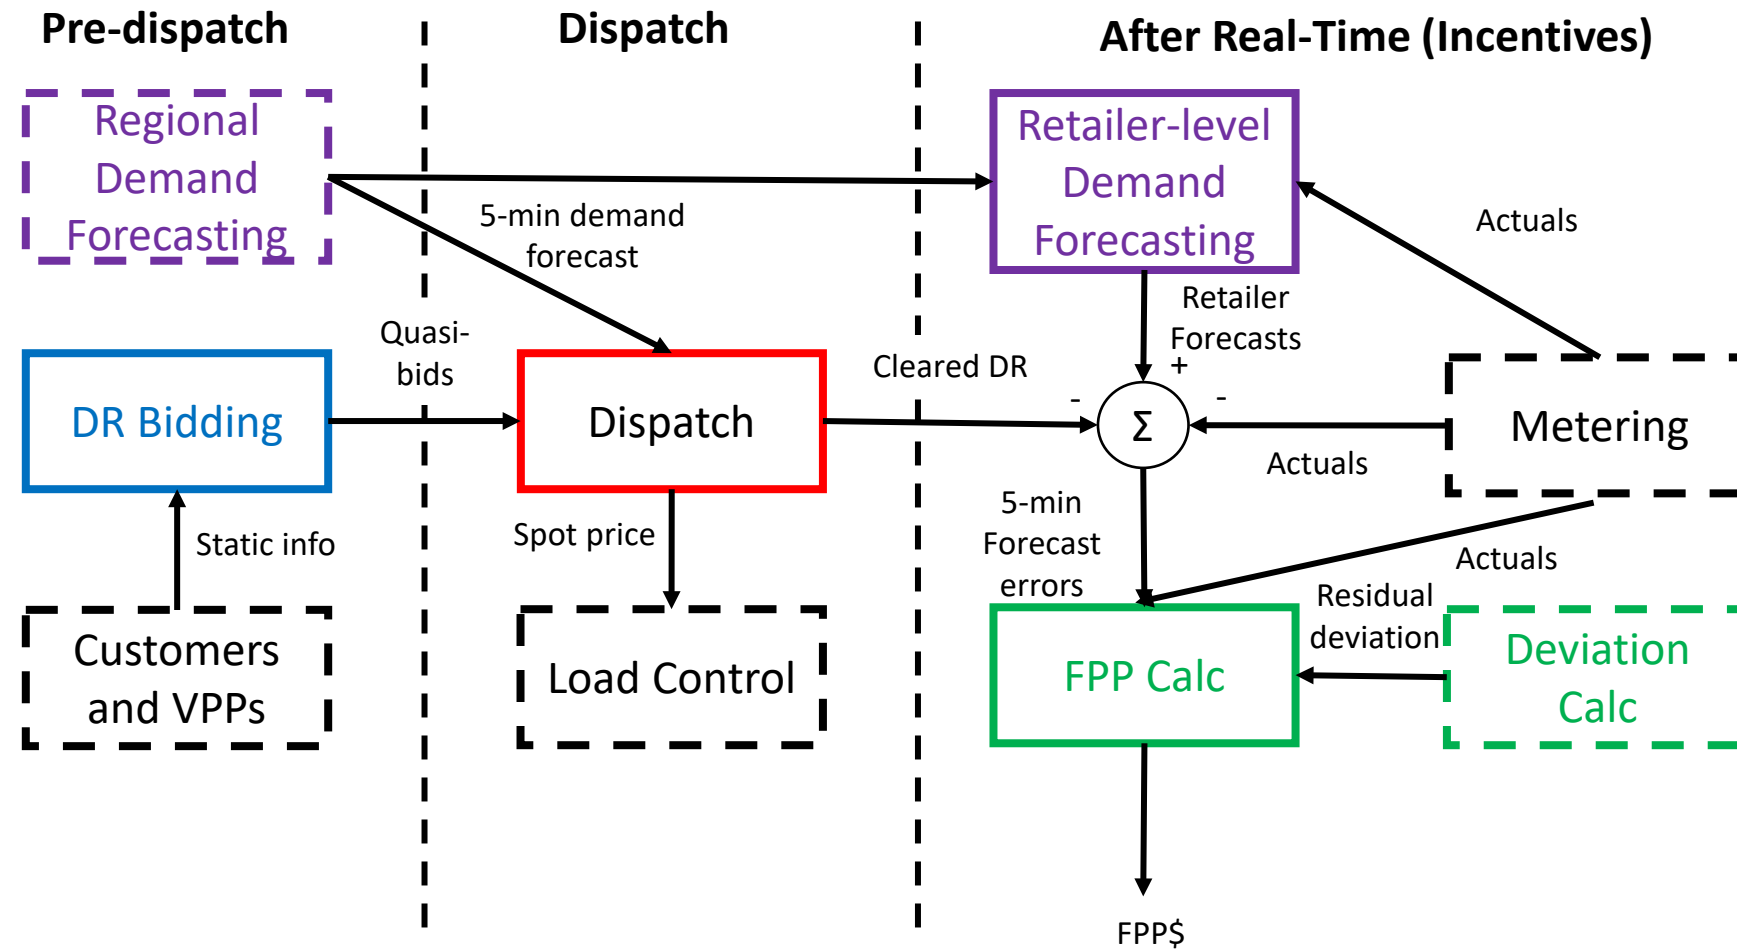 Pre-dispatch
Dispatch
After Real-Time (Incentives)
Regional
Demand
Forecasting
5-min demand
forecast
Retailer-level
Demand
Forecasting
Actuals
Retailer
Forecasts
Quasi-
bids
DR Bidding
Dispatch
Cleared DR
-
+
-
Σ
Actuals
Metering
Static info
Spot price
5-min
Forecast
errors
Actuals
Residual
deviation
Customers
and VPPs
Load Control
FPP Calc
Deviation
Calc
FPP$